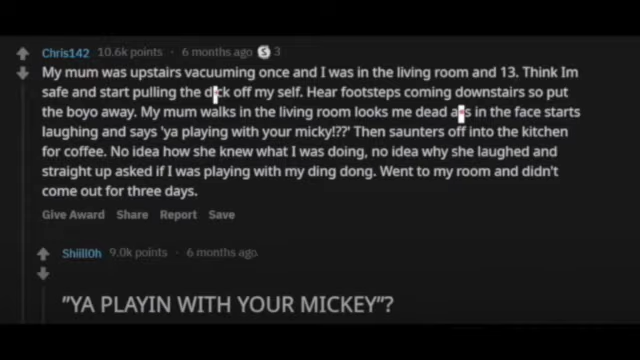 Chris142 10.6k points · 6 months ago S 3
My mum was upstairs vacuuming once and I was in the living room and 13. Think Im
safe and start pulling the d*ck off my self. Hear footsteps coming downstairs so put
the boyo away. My mum walks in the living room looks me dead a*s in the face starts
laughing and says 'ya playing with your micky!??' Then saunters off into the kitchen
for coffee. No idea how she knew what I was doing, no idea why she laughed and
straight up asked if I was playing with my ding dong. Went to my room and didn't
come out for three days.
Give Award Share Report Save
Shiill0h 9.0k points · 6 months ago
"YA PLAYIN WITH YOUR MICKEY"?